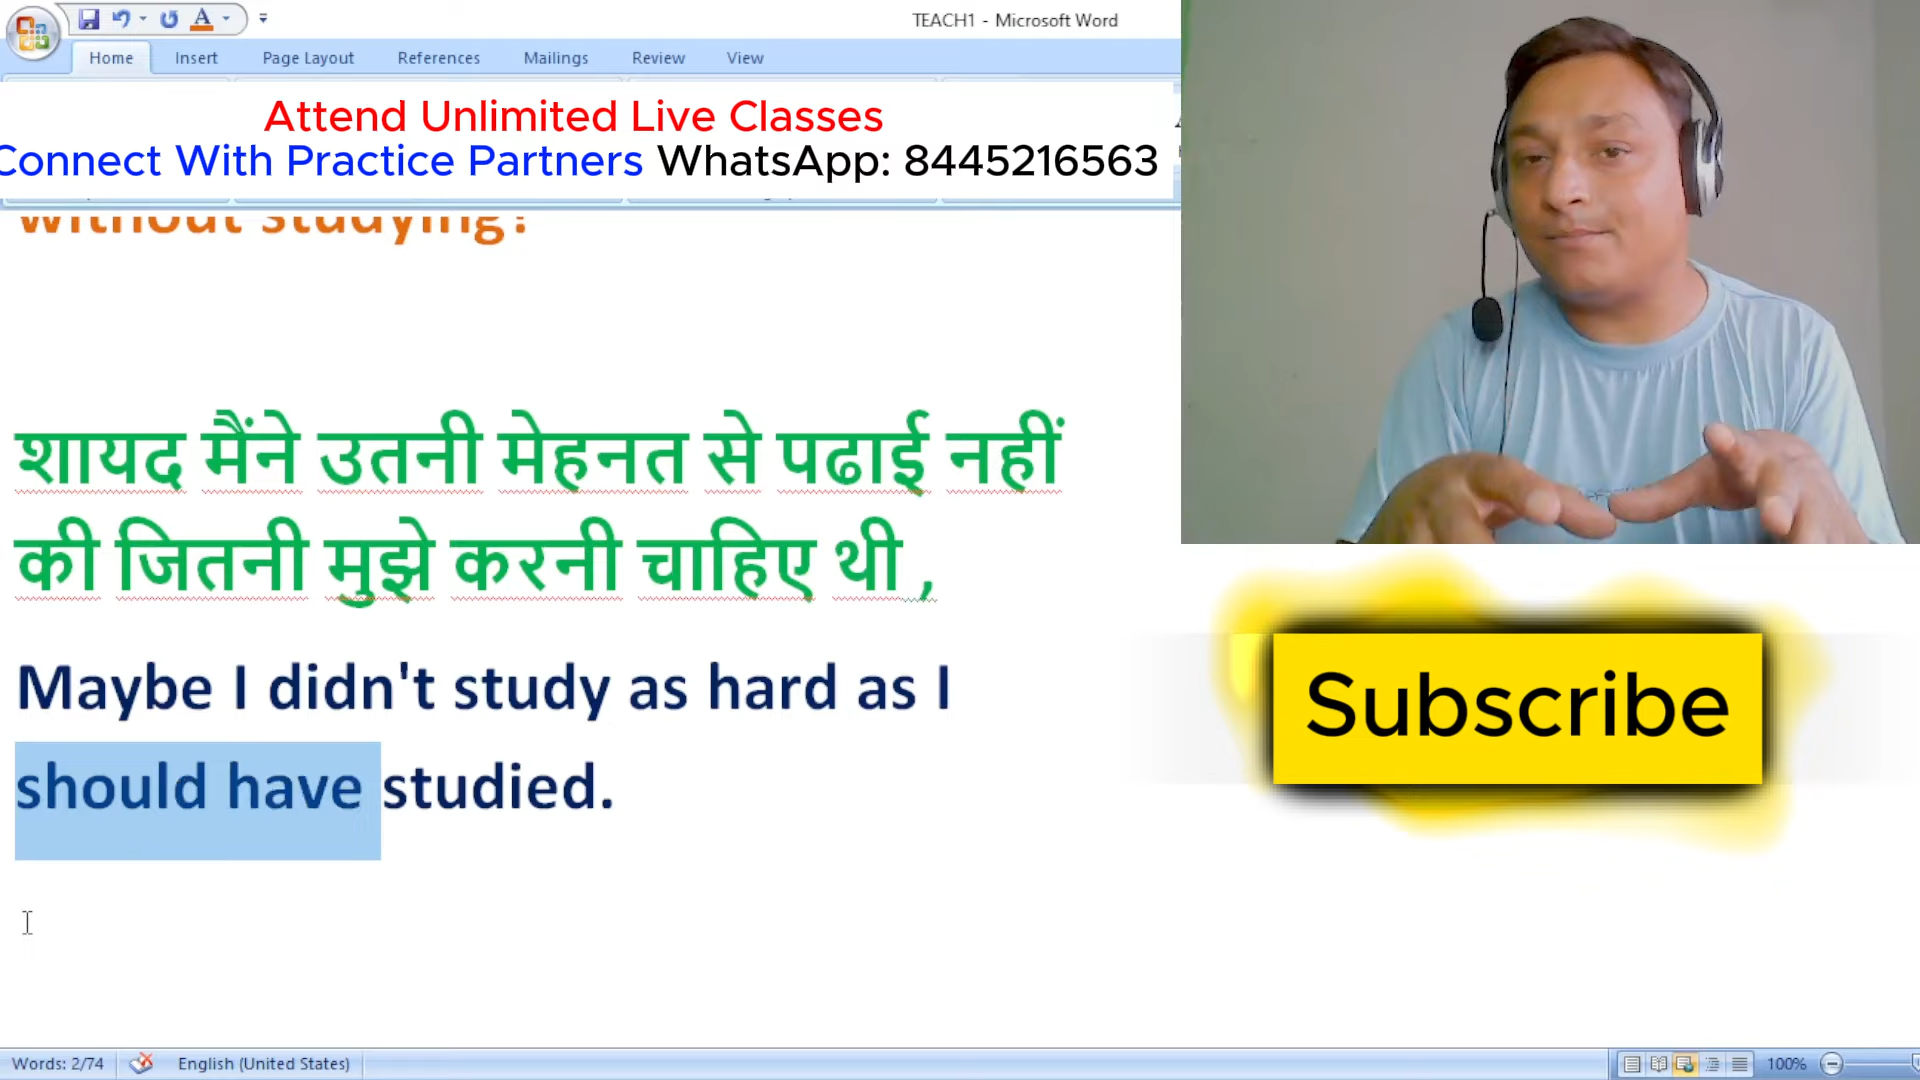 TEACH1 - Microsoft Word
Home Insert Page Layout References Mailings Review View
Attend Unlimited Live Classes
Connect With Practice Partners WhatsApp: 8445216563
without studying?
शायद मैंने उतनी मेहनत से पढाई नहीं
की जितनी मुझे करनी चाहिए थी ,
Maybe I didn't study as hard as I
should have studied.
Subscribe
Words: 2/74 English (United States) 100%